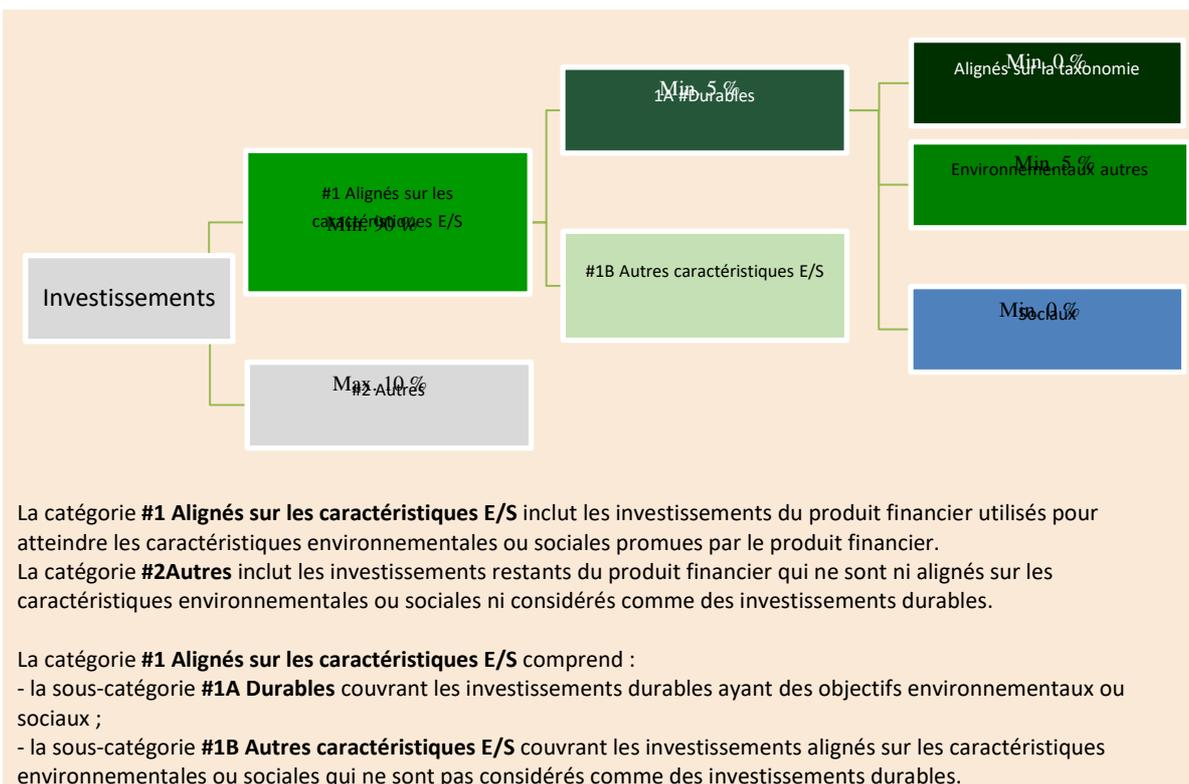 Min. 0 %
Alignés sur la taxonomie
Min. 5 %
1A #Durables
Min. 5 %
Environnementaux autres
#1 Alignés sur les
caractéristiques E/S
Min. 90 %
#1B Autres caractéristiques E/S
Investissements
Min. 0 %
Sociaux
Max. 10 %
#2 Autres
La catégorie #1 Alignés sur les caractéristiques E/S inclut les investissements du produit financier utilisés pour
atteindre les caractéristiques environnementales ou sociales promues par le produit financier.
La catégorie #2Autres inclut les investissements restants du produit financier qui ne sont ni alignés sur les
caractéristiques environnementales ou sociales ni considérés comme des investissements durables.
La catégorie #1 Alignés sur les caractéristiques E/S comprend :
- la sous-catégorie #1A Durables couvrant les investissements durables ayant des objectifs environnementaux ou
sociaux ;
- la sous-catégorie #1B Autres caractéristiques E/S couvrant les investissements alignés sur les caractéristiques
environnementales ou sociales qui ne sont pas considérés comme des investissements durables.